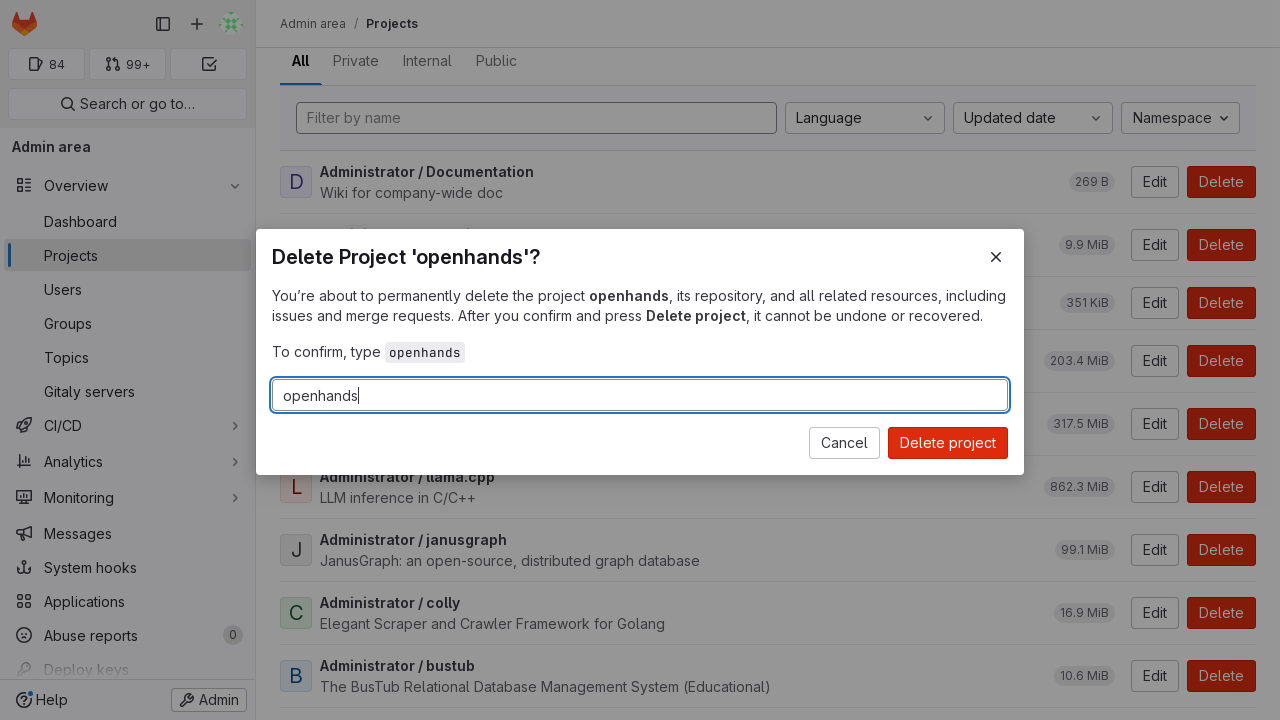 Admin area / Projects
84
99+
Search or go to…
Admin area
Overview
Dashboard
Projects
Users
Groups
Topics
Gitaly servers
CI/CD
Analytics
Monitoring
Messages
System hooks
Applications
Abuse reports 0
Deploy keys
Help
Admin
All Private Internal Public
Filter by name Language Updated date Namespace
D Administrator / Documentation
Wiki for company-wide doc
269 B Edit Delete
9.9 MiB Edit Delete
351 KiB Edit Delete
203.4 MiB Edit Delete
317.5 MiB Edit Delete
Delete Project 'openhands'?
You’re about to permanently delete the project openhands, its repository, and all related resources, including
issues and merge requests. After you confirm and press Delete project, it cannot be undone or recovered.
To confirm, type openhands
openhands
Cancel Delete project
L Administrator / llama.cpp
LLM inference in C/C++
862.3 MiB Edit Delete
J Administrator / janusgraph
JanusGraph: an open-source, distributed graph database
99.1 MiB Edit Delete
C Administrator / colly
Elegant Scraper and Crawler Framework for Golang
16.9 MiB Edit Delete
B Administrator / bustub
The BusTub Relational Database Management System (Educational)
10.6 MiB Edit Delete